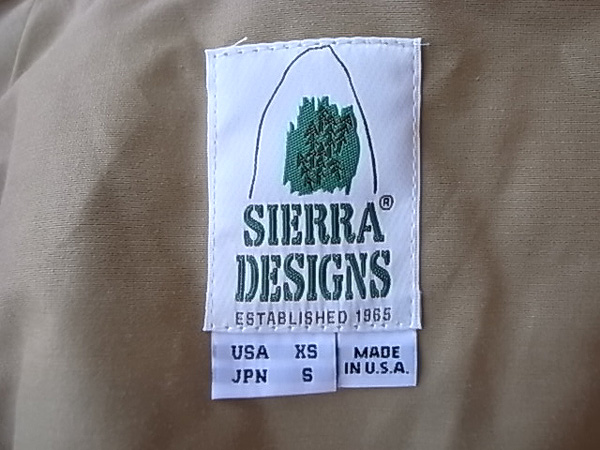 SIERRA®
DESIGNS
ESTABLISHED 1965
USA XS
JPN S
MADE
IN U.S.A.